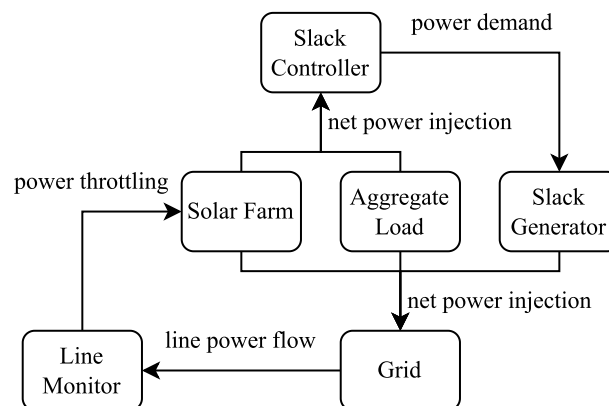 power demand
Slack
Controller
net power injection
power throttling
Solar Farm
Aggregate
Load
Slack
Generator
net power injection
line power flow
Line
Monitor
Grid